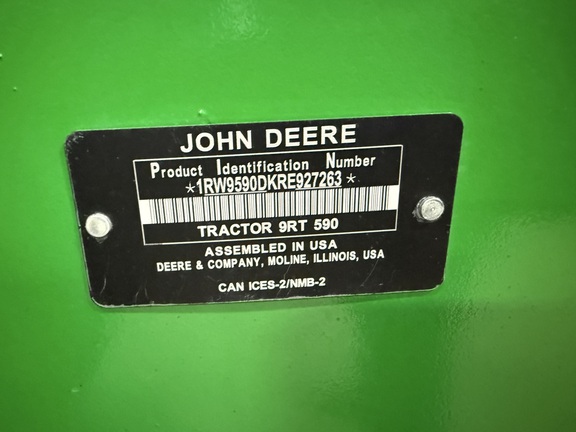 JOHN DEERE
Product Identification Number
*1RW9590DKRE927263*
TRACTOR 9RT 590
ASSEMBLED IN USA
DEERE & COMPANY, MOLINE, ILLINOIS, USA
CAN ICES-2/NMB-2